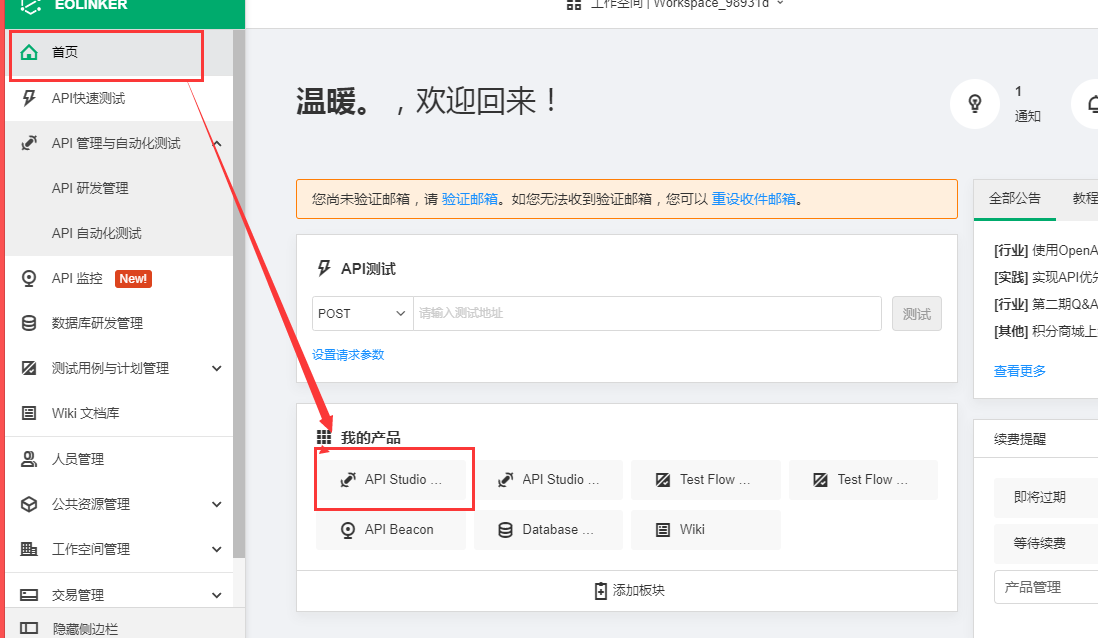 EOLINKER
工作空间 | Workspace_98931d
首页
API快速测试
API 管理与自动化测试
API 研发管理
API 自动化测试
API 监控 New!
数据库研发管理
测试用例与计划管理
Wiki 文档库
人员管理
公共资源管理
工作空间管理
交易管理
隐藏侧边栏
温暖。 ，欢迎回来！
1
通知
您尚未验证邮箱，请 验证邮箱。如您无法收到验证邮箱，您可以 重设收件邮箱。
API测试
POST
请输入测试地址
测试
设置请求参数
我的产品
API Studio ...
API Studio ...
Test Flow ...
Test Flow ...
API Beacon
Database ...
Wiki
添加板块
全部公告
教程
[行业] 使用OpenA
[实践] 实现API优
[行业] 第二期Q&A
[其他] 积分商城上
查看更多
续费提醒
即将过期
等待续费
产品管理